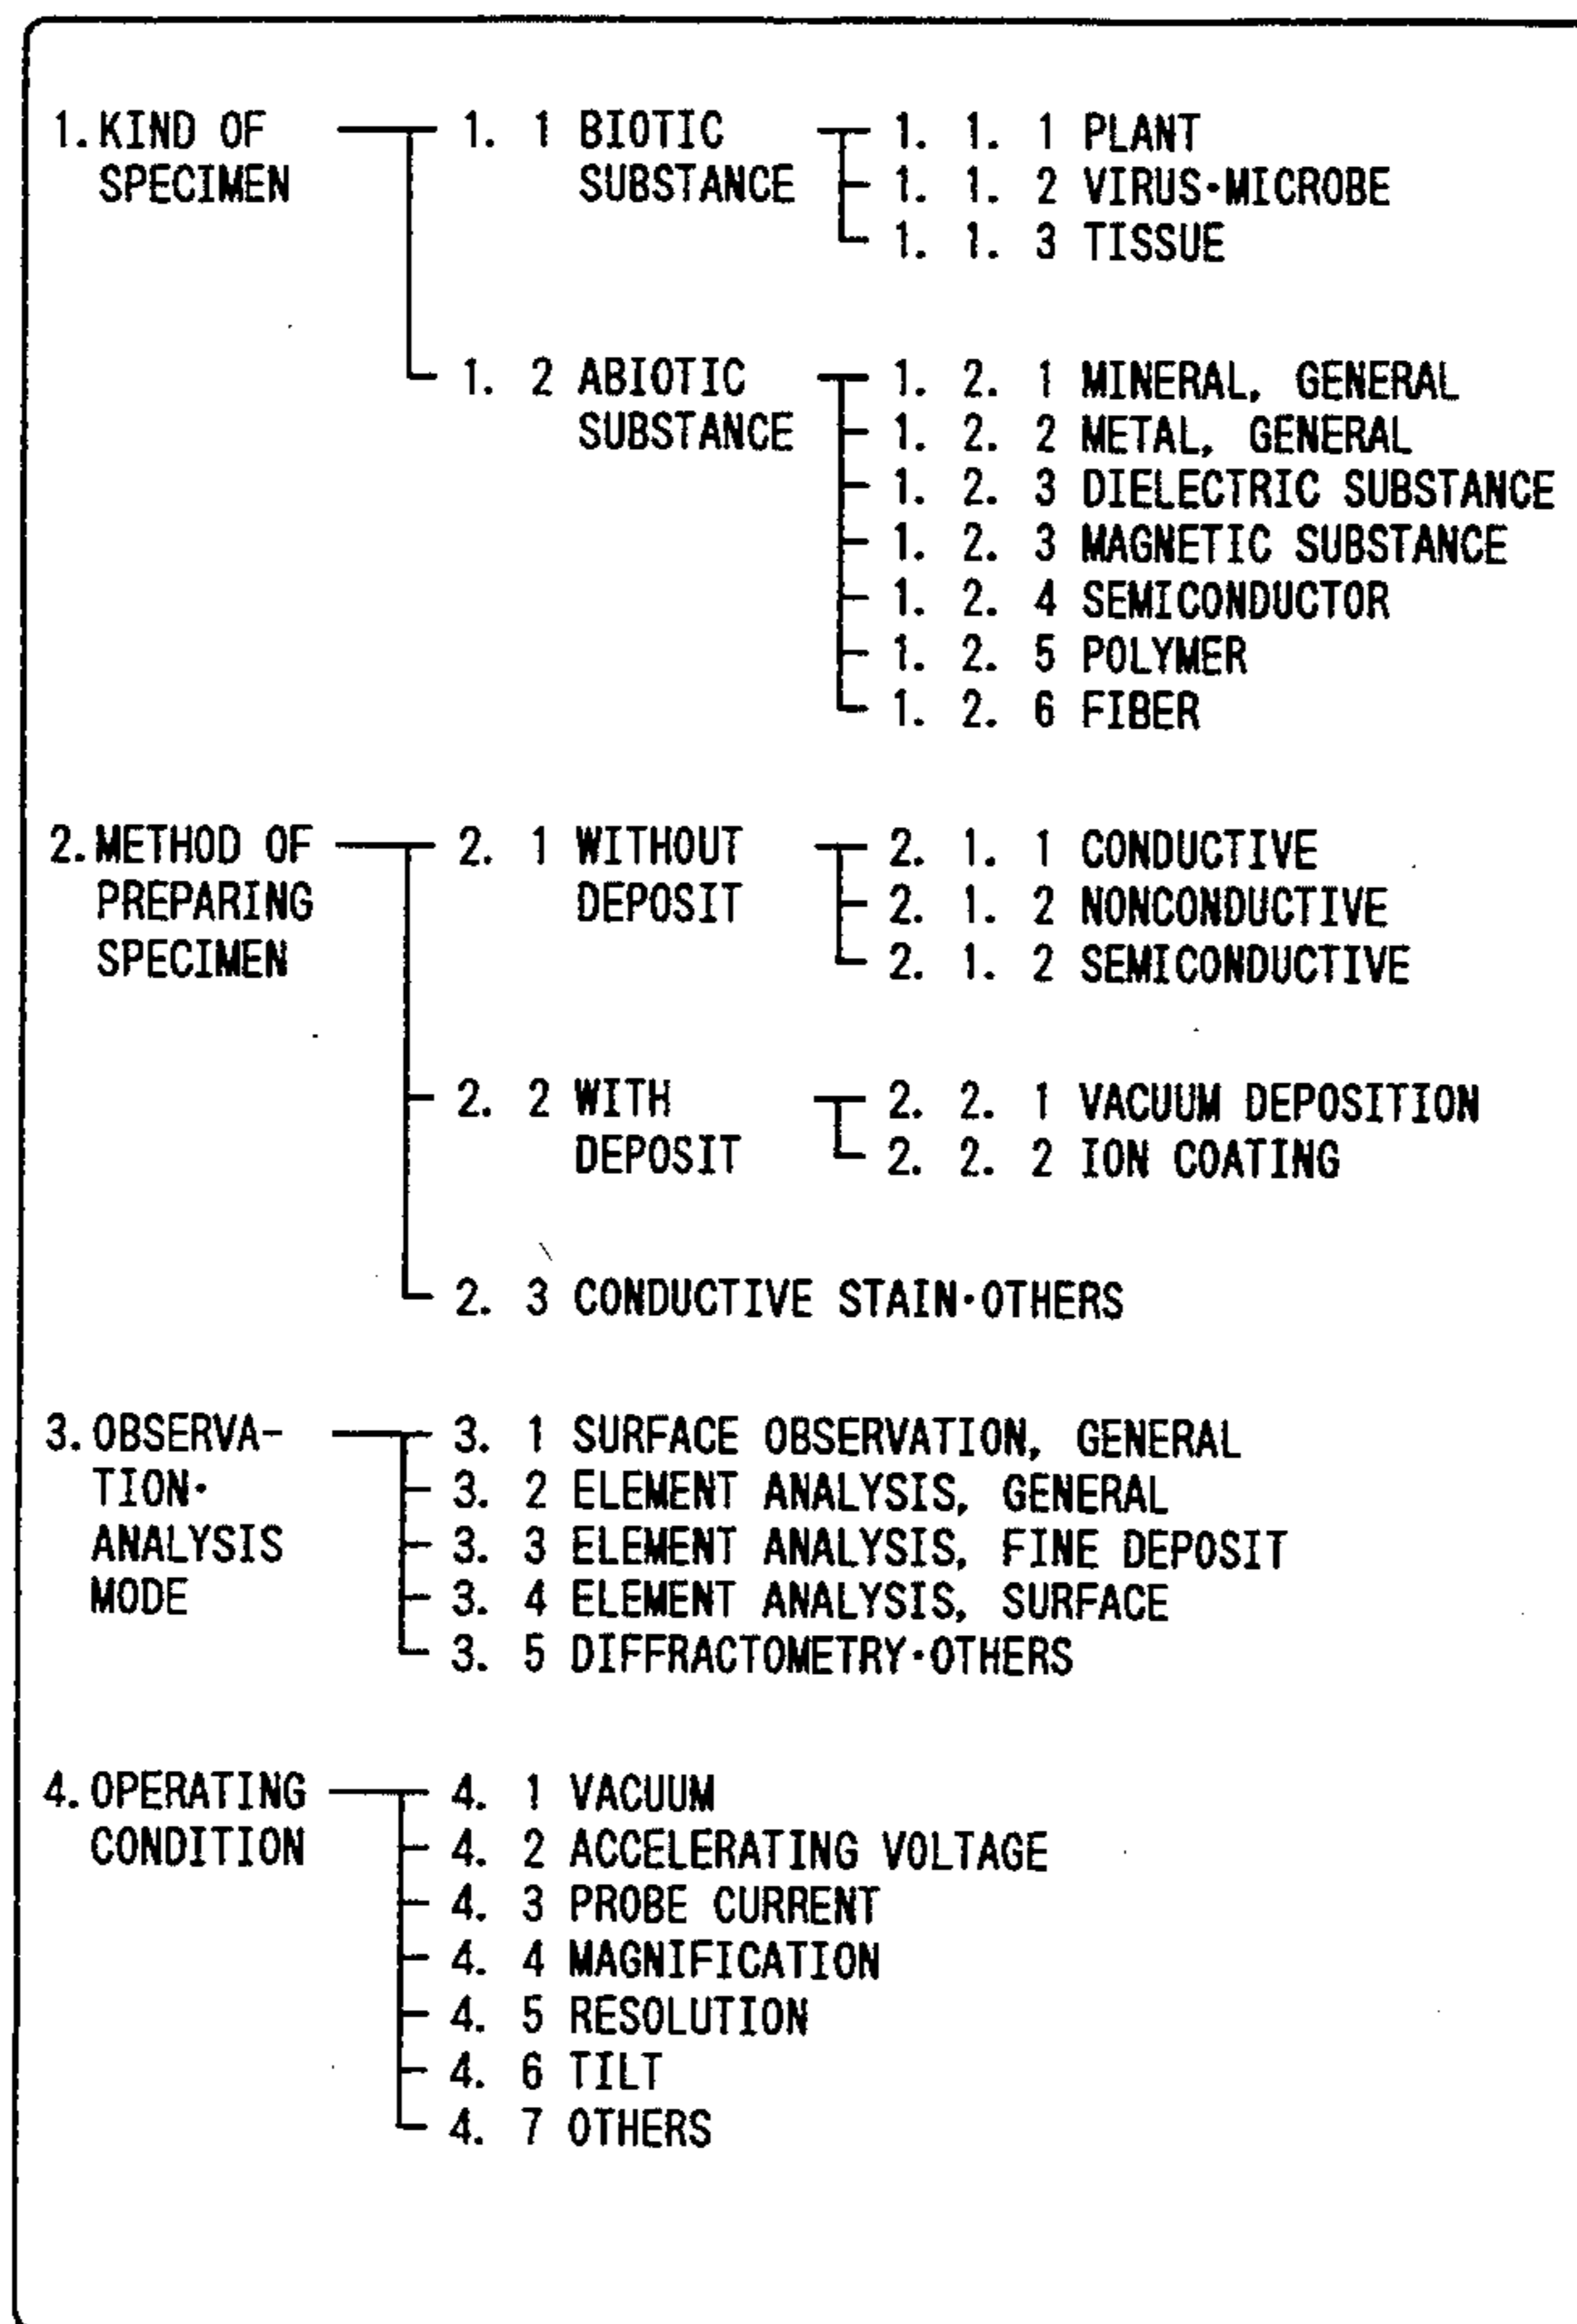 1. KIND OF ── 1. 1 BIOTIC ── 1. 1. 1 PLANT
SPECIMEN SUBSTANCE 1. 1. 2 VIRUS・MICROBE
1. 1. 3 TISSUE
1. 2 ABIOTIC 1. 2. 1 MINERAL, GENERAL
SUBSTANCE 1. 2. 2 METAL, GENERAL
1. 2. 3 DIELECTRIC SUBSTANCE
1. 2. 3 MAGNETIC SUBSTANCE
1. 2. 4 SEMICONDUCTOR
1. 2. 5 POLYMER
1. 2. 6 FIBER
2. METHOD OF 2. 1 WITHOUT 2. 1. 1 CONDUCTIVE
PREPARING DEPOSIT 2. 1. 2 NONCONDUCTIVE
SPECIMEN 2. 1. 2 SEMICONDUCTIVE
2. 2 WITH 2. 2. 1 VACUUM DEPOSITION
DEPOSIT 2. 2. 2 ION COATING
2. 3 CONDUCTIVE STAIN・OTHERS
3. OBSERVA- 3. 1 SURFACE OBSERVATION, GENERAL
TION・ 3. 2 ELEMENT ANALYSIS, GENERAL
ANALYSIS 3. 3 ELEMENT ANALYSIS, FINE DEPOSIT
MODE 3. 4 ELEMENT ANALYSIS, SURFACE
3. 5 DIFFRACTOMETRY・OTHERS
4. OPERATING 4. 1 VACUUM
CONDITION 4. 2 ACCELERATING VOLTAGE
4. 3 PROBE CURRENT
4. 4 MAGNIFICATION
4. 5 RESOLUTION
4. 6 TILT
4. 7 OTHERS